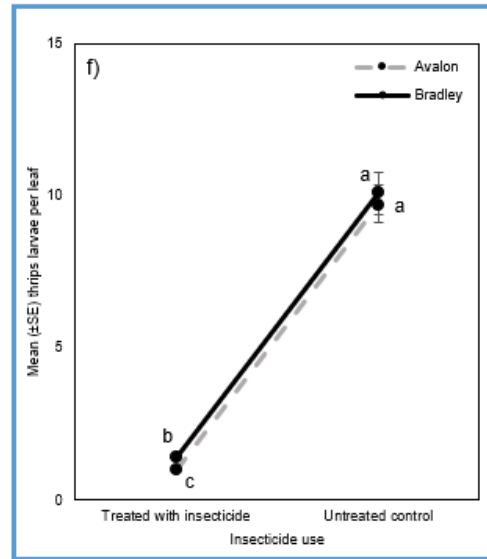 15
f)
Avalon
Bradley
a
10
a
Mean (±SE) thrips larvae per leaf
5
b
c
0
Treated with insecticide
Untreated control
Insecticide use